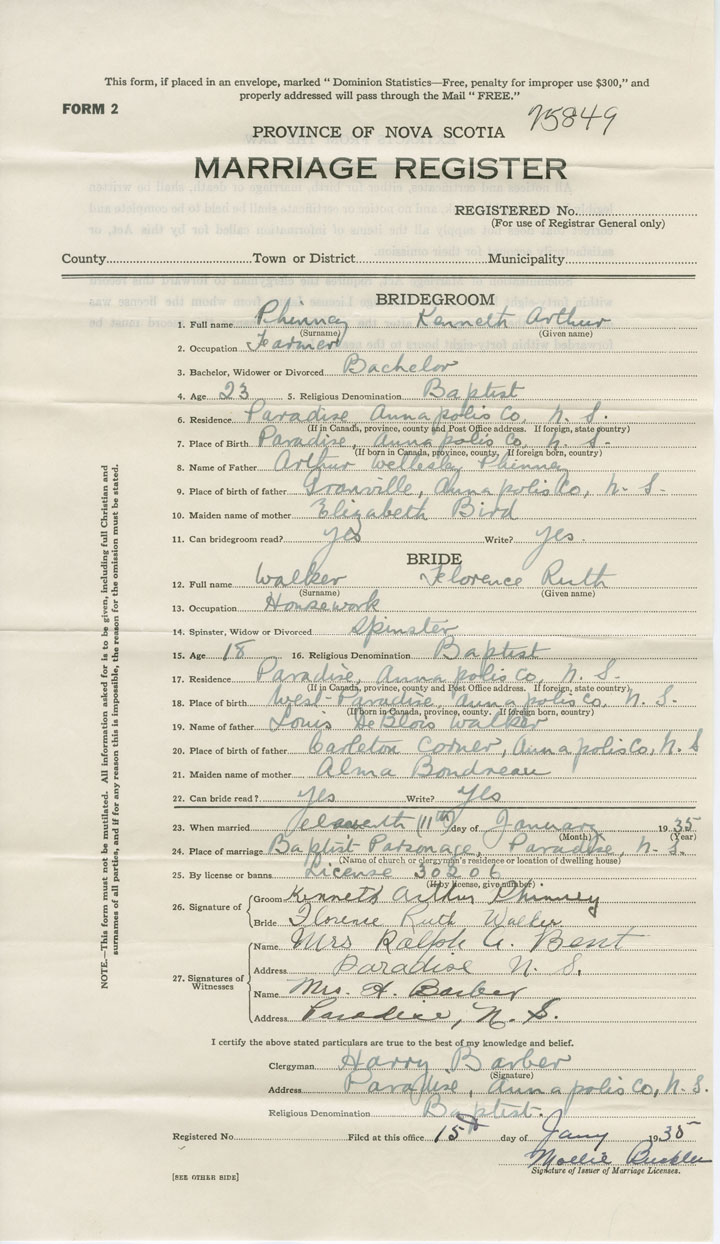 This form, if placed in an envelope, marked "Dominion Statistics—Free, penalty for improper use $300," and
properly addressed will pass through the Mail "FREE."
FORM 2
75849
PROVINCE OF NOVA SCOTIA
MARRIAGE REGISTER
REGISTERED No.
(For use of Registrar General only)
County Town or District Municipality
BRIDEGROOM
1. Full name Phinney Kenneth Arthur
(Surname) (Given name)
2. Occupation Farmer
3. Bachelor, Widower or Divorced Bachelor
4. Age 23 5. Religious Denomination Baptist
6. Residence Paradise Annapolis Co, N. S.
(If in Canada, province, county and Post Office address. If foreign, state country)
7. Place of Birth Paradise, Annapolis Co, N. S.
(If born in Canada, province, county, If foreign born, country)
8. Name of Father Arthur Wellesley Phinney
9. Place of birth of father Granville, Annapolis Co, N. S.
10. Maiden name of mother Elizabeth Bird
11. Can bridegroom read? yes Write? yes.
BRIDE
12. Full name Walker Florence Ruth
(Surname) (Given name)
13. Occupation Housework
14. Spinster, Widow or Divorced Spinster
15. Age 18 16. Religious Denomination Baptist
17. Residence Paradise, Annapolis Co, N. S.
(If in Canada, province, county and Post Office address. If foreign, state country)
18. Place of birth West-Paradise, Annapolis Co, N. S.
(If born in Canada, province, county. If foreign born, country)
19. Name of father Louis DeBlois Walker
20. Place of birth of father Carleton Corner, Annapolis Co, N. S
21. Maiden name of mother Alma Bondreau
22. Can bride read? Yes Write? Yes
23. When married eleventh (11th) day of January 1935
(Month) (Year)
24. Place of marriage Baptist Parsonage, Paradise, N. S.
(Name of church or clergyman's residence or location of dwelling house)
25. By license or banns License 30206
(If by license, give number)
26. Signature of
Groom Kenneth Arthur Phinney
Bride Florence Ruth Walker
27. Signatures of Witnesses
Name Mrs Ralph A. Bent
Address Paradise N. S.
Name Mrs. H. Barber
Address Paradise, N. S.
I certify the above stated particulars are true to the best of my knowledge and belief.
Clergyman Harry Barber
(Signature)
Address Paradise, Annapolis Co, N. S.
Religious Denomination Baptist.
Registered No. Filed at this office 15th day of Jany 1935
Mollie Buckler
Signature of Issuer of Marriage Licenses.
[SEE OTHER SIDE]
NOTE.—This form must not be mutilated. All information asked for is to be given, including full Christian and
surnames of all parties, and if for any reason this is impossible, the reason for the omission must be stated.